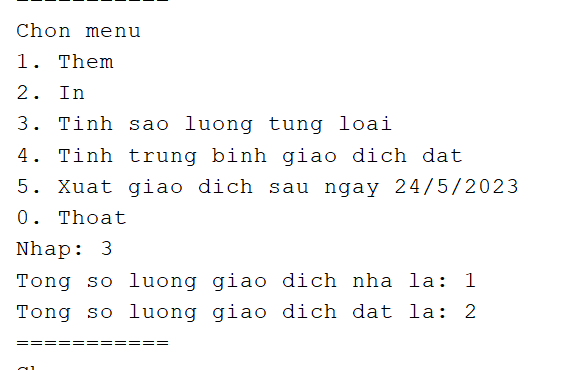 ===========
Chon menu
1. Them
2. In
3. Tinh sao luong tung loai
4. Tinh trung binh giao dich dat
5. Xuat giao dich sau ngay 24/5/2023
0. Thoat
Nhap: 3
Tong so luong giao dich nha la: 1
Tong so luong giao dich dat la: 2
===========